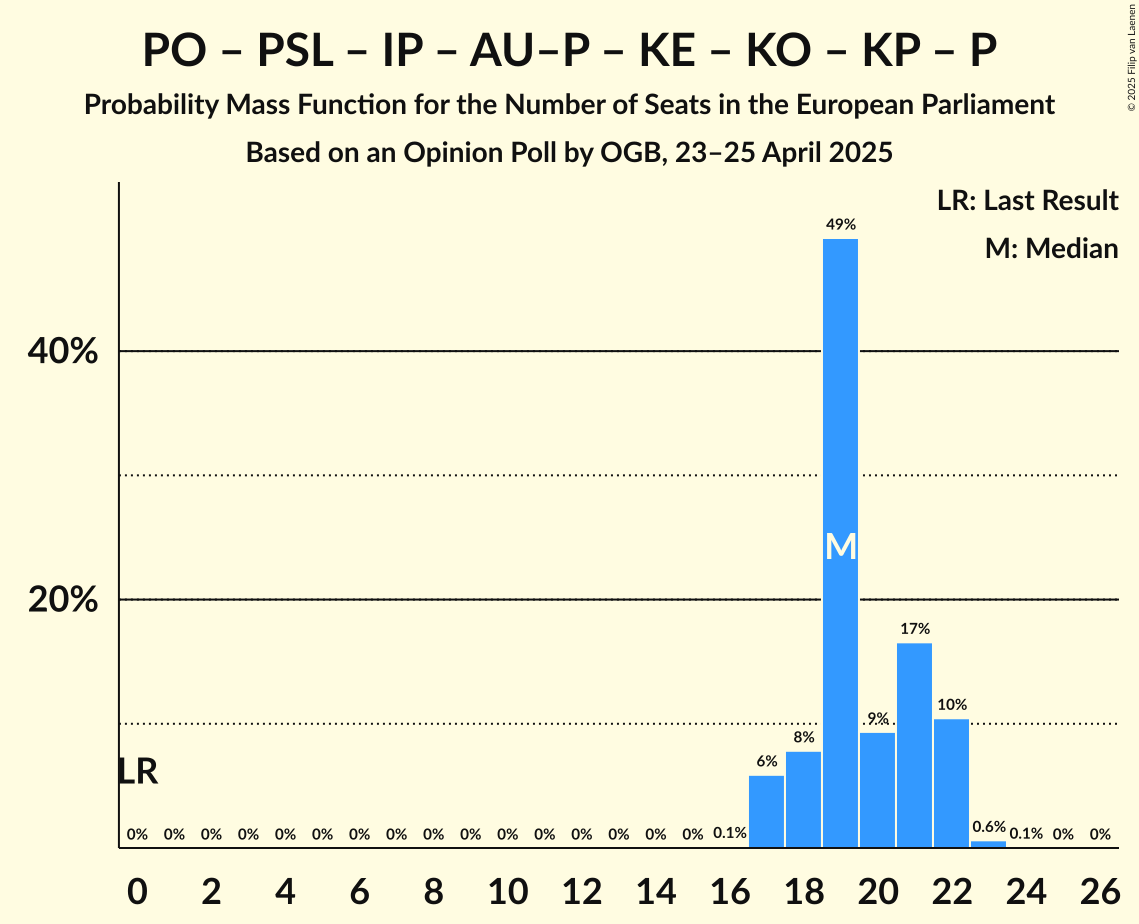 PO – PSL – IP – AU–P – KE – KO – KP – P
Probability Mass Function for the Number of Seats in the European Parliament
Based on an Opinion Poll by OGB, 23–25 April 2025
© 2025 Filip van Laenen
LR: Last Result
M: Median
49%
40%
M
20%
17%
10%
9%
8%
6%
LR
0% 0% 0% 0% 0% 0% 0% 0% 0% 0% 0% 0% 0% 0% 0% 0% 0.1% 0.6% 0.1% 0% 0%
0 2 4 6 8 10 12 14 16 18 20 22 24 26